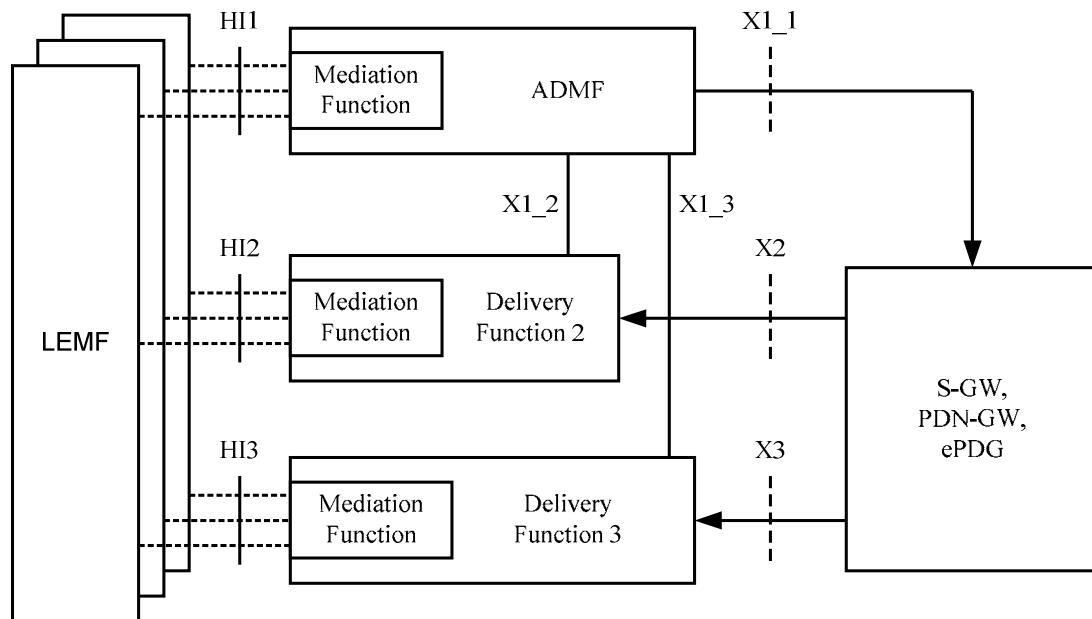 HI1
X1_1
Mediation
Function
ADMF
X1_2
X1_3
HI2
X2
Mediation
Function
Delivery
Function 2
LEMF
S-GW,
PDN-GW,
ePDG
HI3
X3
Mediation
Function
Delivery
Function 3